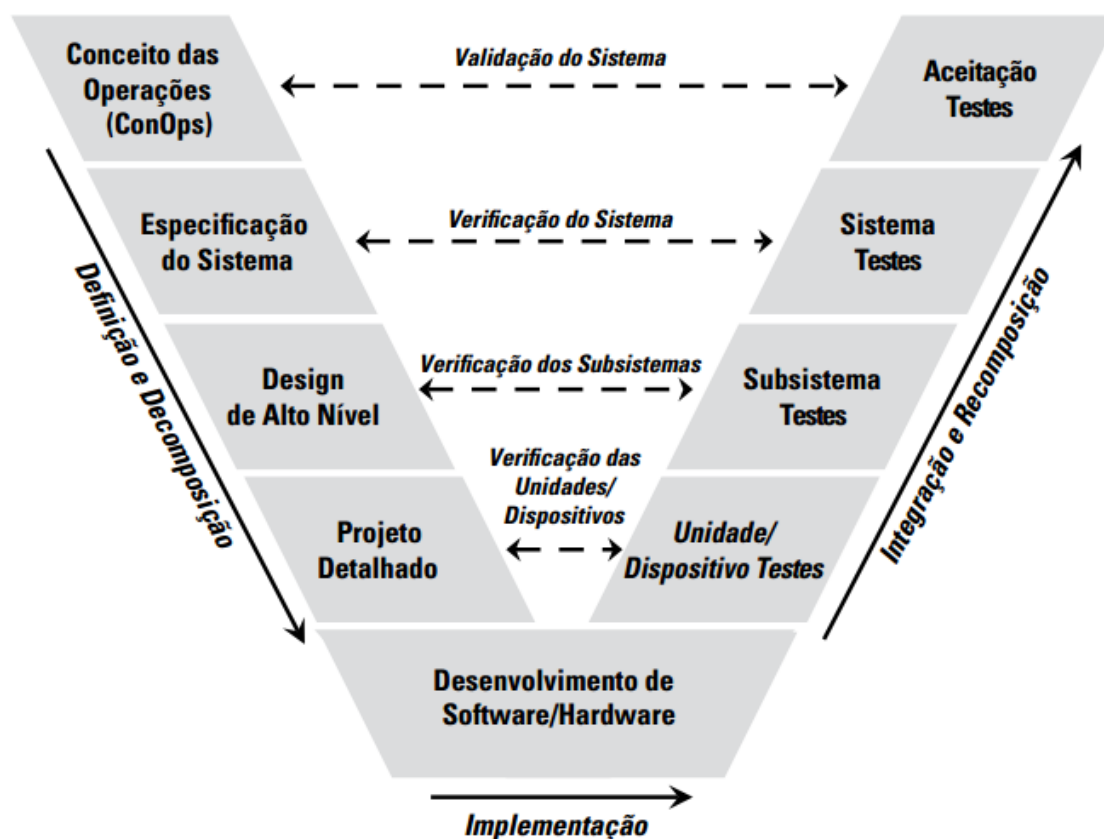 Conceito das
Operações
(ConOps)
Validação do Sistema
Aceitação
Testes
Especificação
do Sistema
Verificação do Sistema
Sistema
Testes
Definição e Decomposição
Design
de Alto Nível
Verificação dos Subsistemas
Subsistema
Testes
Integração e Recomposição
Projeto
Detalhado
Verificação das
Unidades/
Dispositivos
Unidade/
Dispositivo Testes
Desenvolvimento de
Software/Hardware
Implementação